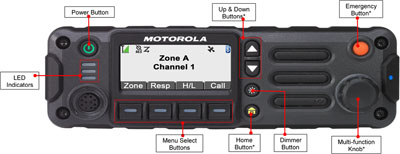 Power Button
Up & Down
Buttons*
Emergency
Button*
MOTOROLA
Zone A
Channel 1
Zone Resp H/L Call
LED
Indicators
Menu Select
Buttons
Home
Button*
Dimmer
Button
Multi-function
Knob*